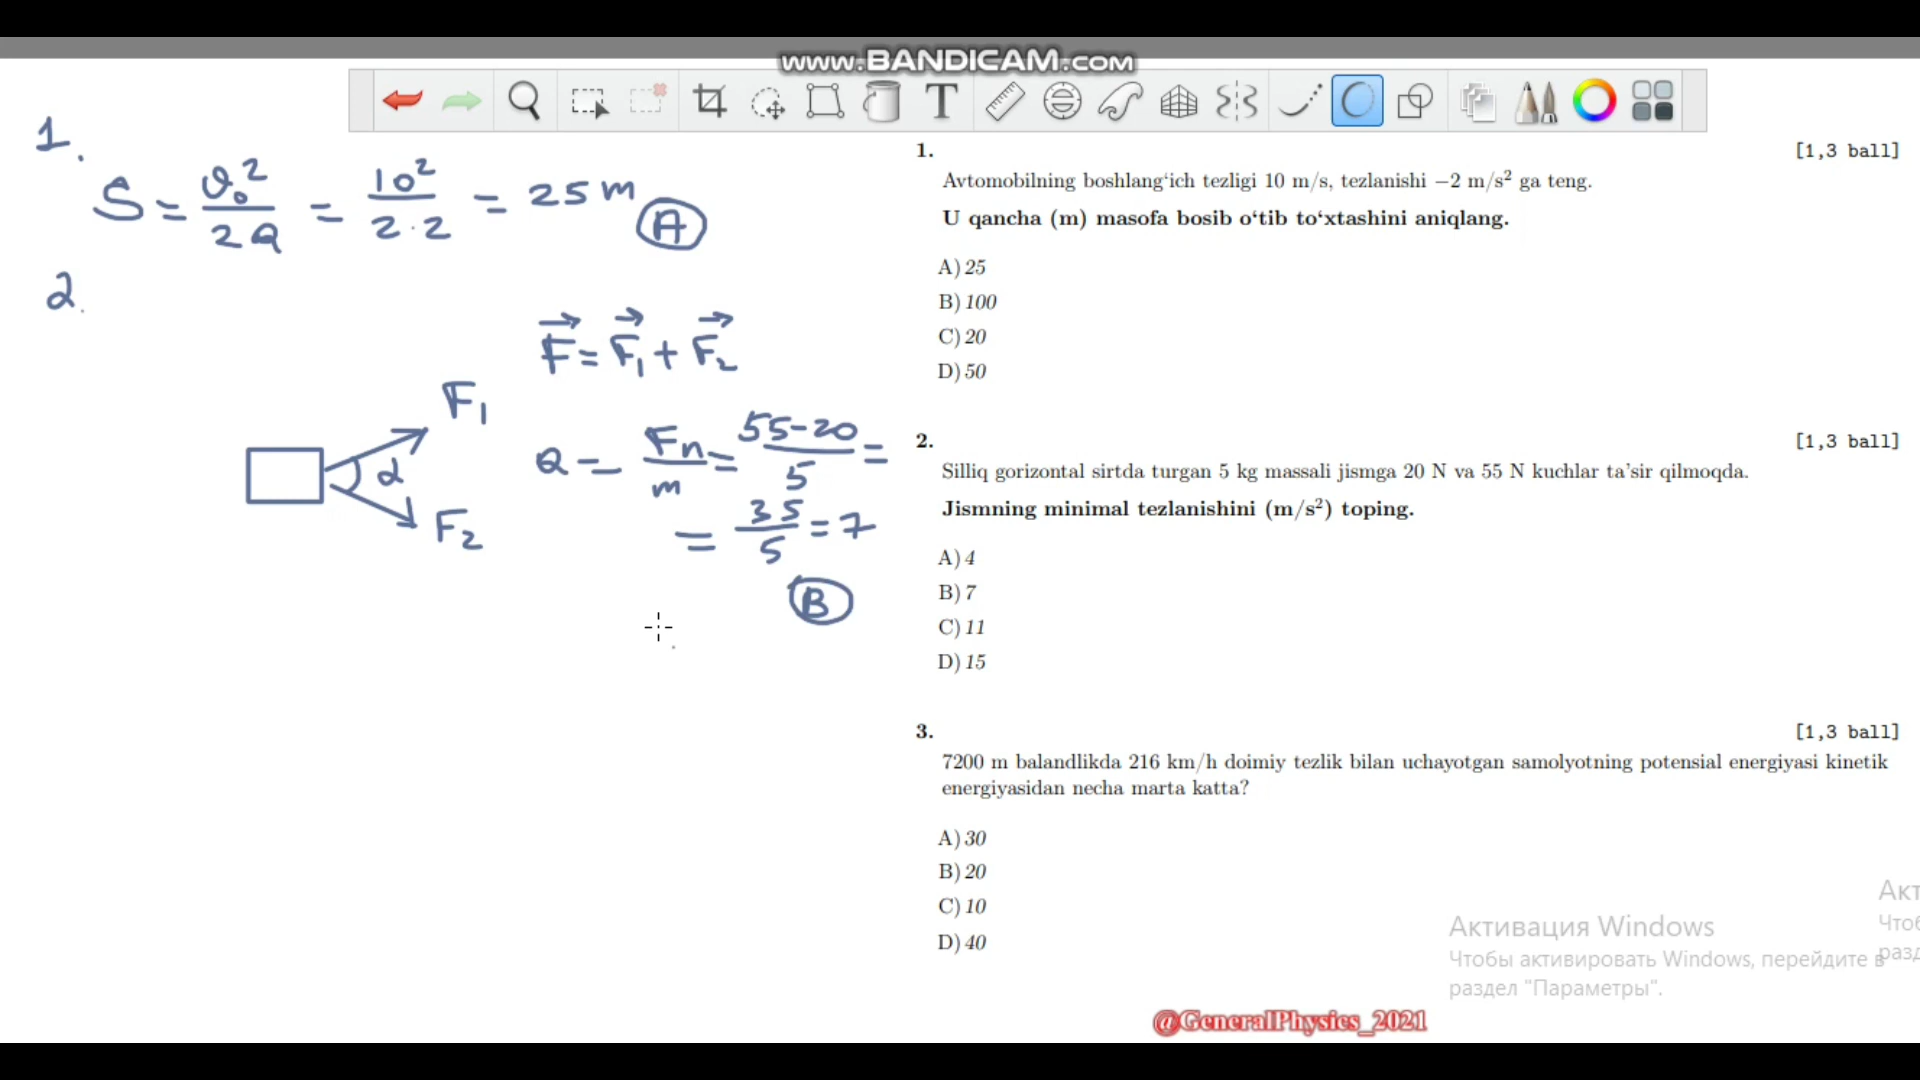 www.BANDICAM.com
1.
S = ϑ₀² / 2a = 10² / 2·2 = 25 m
A
2.
F = F₁ + F₂
F₁
α
F₂
a = Fn / m = 55-20 / 5 =
= 35 / 5 = 7
B
1. [1,3 ball]
Avtomobilning boshlang‘ich tezligi 10 m/s, tezlanishi −2 m/s² ga teng.
U qancha (m) masofa bosib o‘tib to‘xtashini aniqlang.
A) 25
B) 100
C) 20
D) 50
2. [1,3 ball]
Silliq gorizontal sirtda turgan 5 kg massali jismga 20 N va 55 N kuchlar ta’sir qilmoqda.
Jismning minimal tezlanishini (m/s²) toping.
A) 4
B) 7
C) 11
D) 15
3. [1,3 ball]
7200 m balandlikda 216 km/h doimiy tezlik bilan uchayotgan samolyotning potensial energiyasi kinetik
energiyasidan necha marta katta?
A) 30
B) 20
C) 10
D) 40
Активация Windows
Чтобы активировать Windows, перейдите в
раздел "Параметры".
Акт
Чтоб
разд
@GeneralPhysics_2021